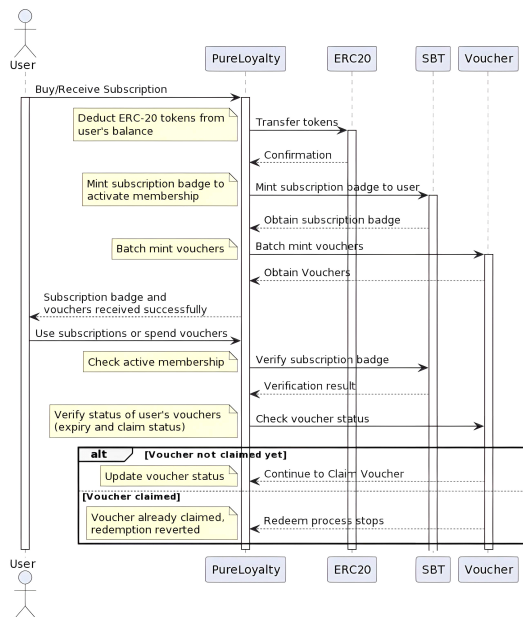 User
PureLoyalty
ERC20
SBT
Voucher
Buy/Receive Subscription
Deduct ERC-20 tokens from
user's balance
Transfer tokens
Confirmation
Mint subscription badge to
activate membership
Mint subscription badge to user
Obtain subscription badge
Batch mint vouchers
Batch mint vouchers
Obtain Vouchers
Subscription badge and
vouchers received successfully
Use subscriptions or spend vouchers
Check active membership
Verify subscription badge
Verification result
Verify status of user's vouchers
(expiry and claim status)
Check voucher status
alt
[Voucher not claimed yet]
Update voucher status
Continue to Claim Voucher
[Voucher claimed]
Voucher already claimed,
redemption reverted
Redeem process stops
User
PureLoyalty
ERC20
SBT
Voucher